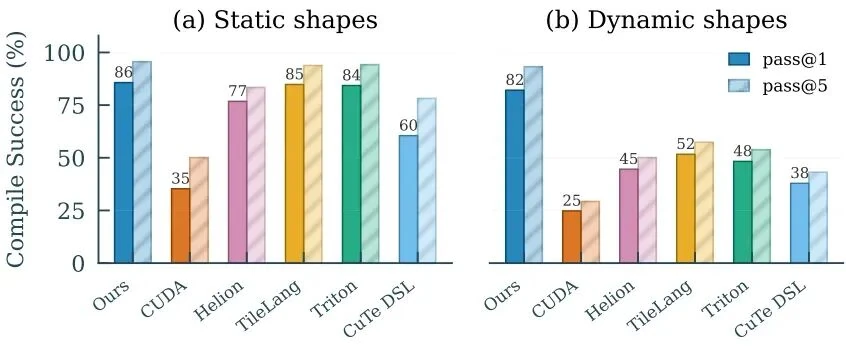 (a) Static shapes
(b) Dynamic shapes
Compile Success (%)
100
75
50
25
0
86
35
77
85
84
60
Ours
CUDA
Helion
TileLang
Triton
CuTe DSL
pass@1
pass@5
82
25
45
52
48
38
Ours
CUDA
Helion
TileLang
Triton
CuTe DSL